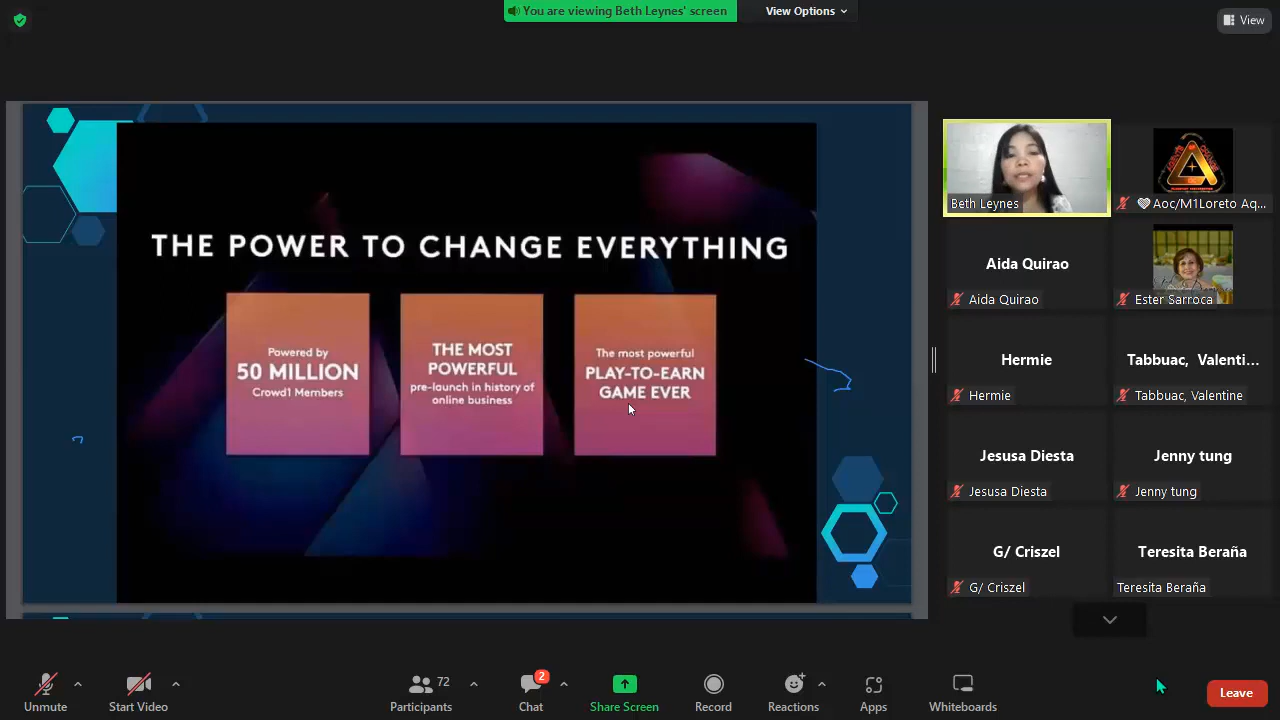 You are viewing Beth Leynes' screen
View Options
View
THE POWER TO CHANGE EVERYTHING
Powered by
50 MILLION
Crowd1 Members
THE MOST
POWERFUL
pre-launch in history of
online business
The most powerful
PLAY-TO-EARN
GAME EVER
Beth Leynes
Aoc/M1Loreto Aq...
Aida Quirao
Aida Quirao
Ester Sarroca
Hermie
Hermie
Tabbuac, Valenti...
Tabbuac, Valentine
Jesusa Diesta
Jesusa Diesta
Jenny tung
Jenny tung
G/ Criszel
G/ Criszel
Teresita Beraña
Teresita Beraña
Unmute
Start Video
72
Participants
2
Chat
Share Screen
Record
Reactions
Apps
Whiteboards
Leave